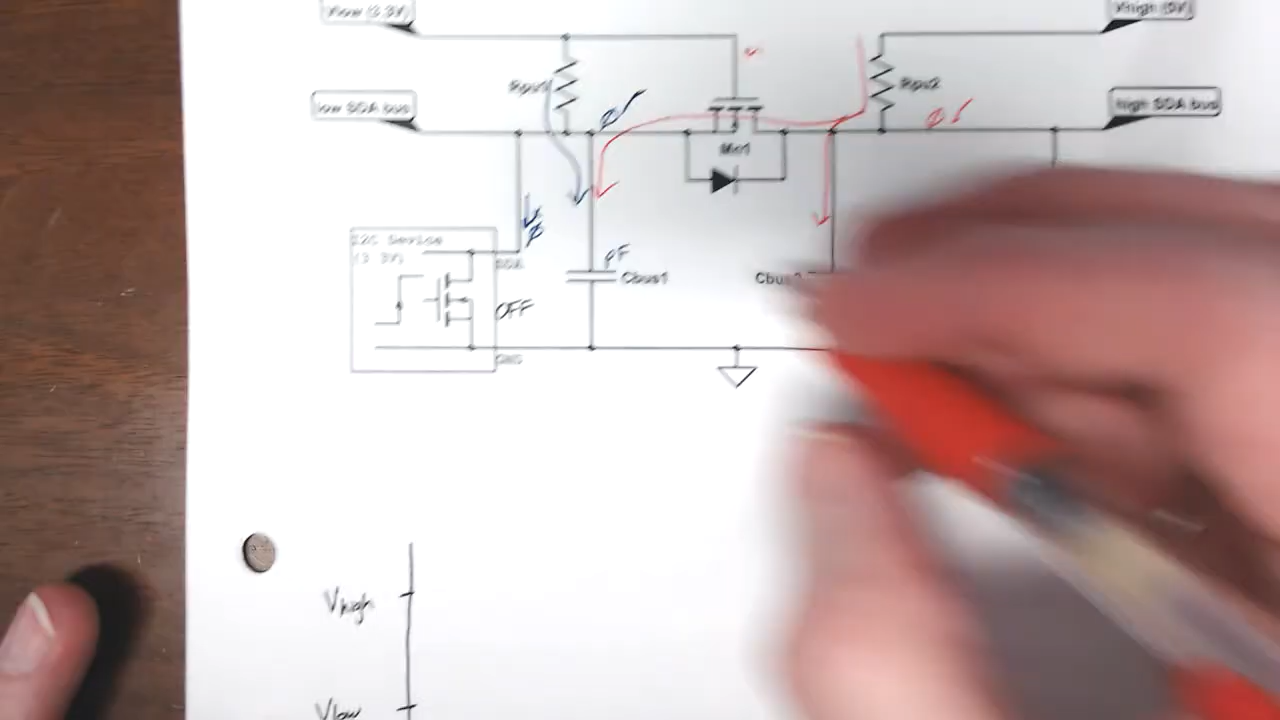 Vlow (3.3V)
Vhigh (5V)
Rpu1
Rpu2
low SDA bus
high SDA bus
Ø
Ø
Mn1
Ø
I2C Device
(3.3V)
SDA
pF
Cbus1
OFF
GND
Vhigh
Vlow